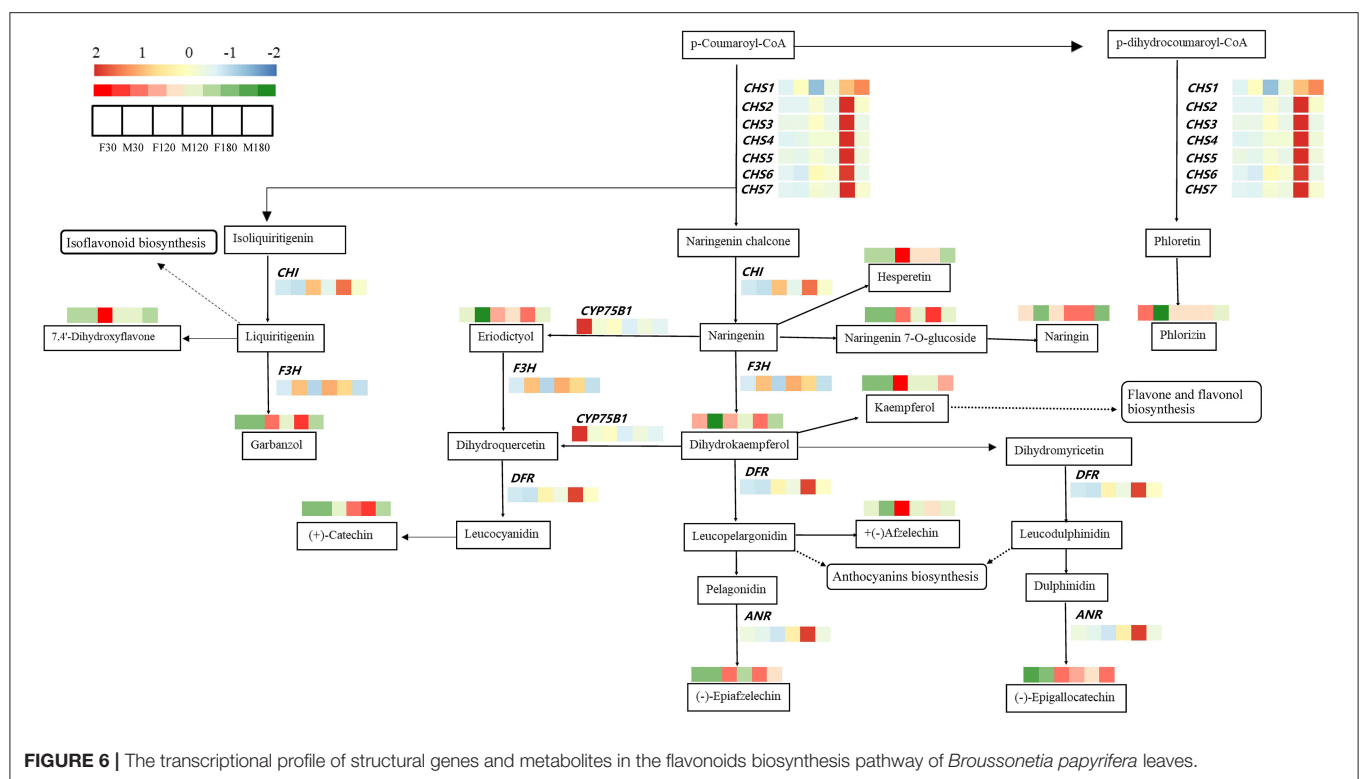 2 1 0 -1 -2
F30 M30 F120 M120 F180 M180
p-Coumaroyl-CoA
p-dihydrocoumaroyl-CoA
CHS1
CHS2
CHS3
CHS4
CHS5
CHS6
CHS7
CHS1
CHS2
CHS3
CHS4
CHS5
CHS6
CHS7
Isoflavonoid biosynthesis
Isoliquiritigenin
Naringenin chalcone
Phloretin
CHI
CHI
Hesperetin
7,4'-Dihydroxyflavone
Liquiritigenin
Eriodictyol
CYP75B1
Naringenin
Naringenin 7-O-glucoside
Naringin
Phlorizin
F3H
F3H
F3H
Kaempferol
Flavone and flavonol
biosynthesis
Garbanzol
Dihydroquercetin
CYP75B1
Dihydrokaempferol
Dihydromyricetin
DFR
DFR
DFR
(+)-Catechin
Leucocyanidin
Leucopelargonidin
+(-)Afzelechin
Leucodulphinidin
Anthocyanins biosynthesis
Pelagonidin
Dulphinidin
ANR
ANR
(-)-Epiafzelechin
(-)-Epigallocatechin
FIGURE 6 | The transcriptional profile of structural genes and metabolites in the flavonoids biosynthesis pathway of Broussonetia papyrifera leaves.